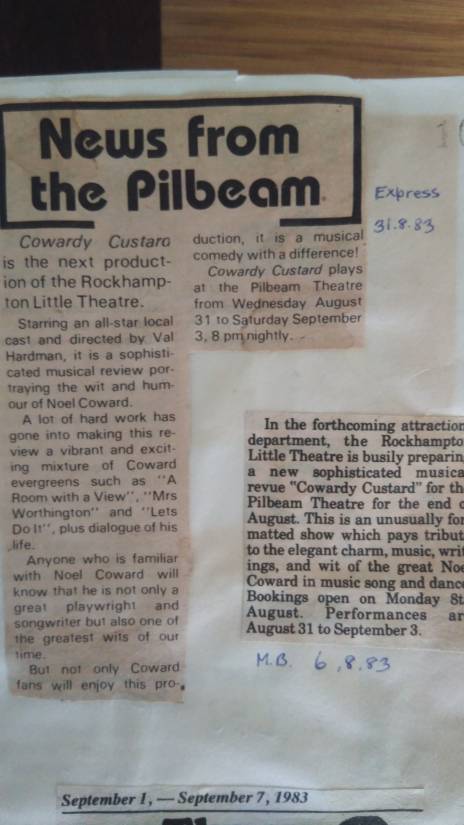 News from
the Pilbeam
Express
31.8.83
Cowardy Custard
is the next product-
ion of the Rockhamp-
ton Little Theatre.
Starring an all-star local
cast and directed by Val
Hardman, it is a sophisti-
cated musical review por-
traying the wit and hum-
our of Noel Coward.
A lot of hard work has
gone into making this re-
view a vibrant and excit-
ing mixture of Coward
evergreens such as "A
Room with a View", "Mrs
Worthington" and "Lets
Do It", plus dialogue of his
life.
Anyone who is familiar
with Noel Coward will
know that he is not only a
great playwright and
songwriter but also one of
the greatest wits of our
time.
But not only Coward
fans will enjoy this pro-
duction, it is a musical
comedy with a difference!
Cowardy Custard plays
at the Pilbeam Theatre
from Wednesday August
31 to Saturday September
3, 8 pm nightly.
In the forthcoming attraction
department, the Rockhampto
Little Theatre is busily preparin
a new sophisticated musica
revue "Cowardy Custard" for th
Pilbeam Theatre for the end o
August. This is an unusually for
matted show which pays tribut
to the elegant charm, music, writ
ings, and wit of the great Noe
Coward in music song and dance
Bookings open on Monday 8t
August. Performances ar
August 31 to September 3.
M.B. 6.8.83
September 1, — September 7, 1983